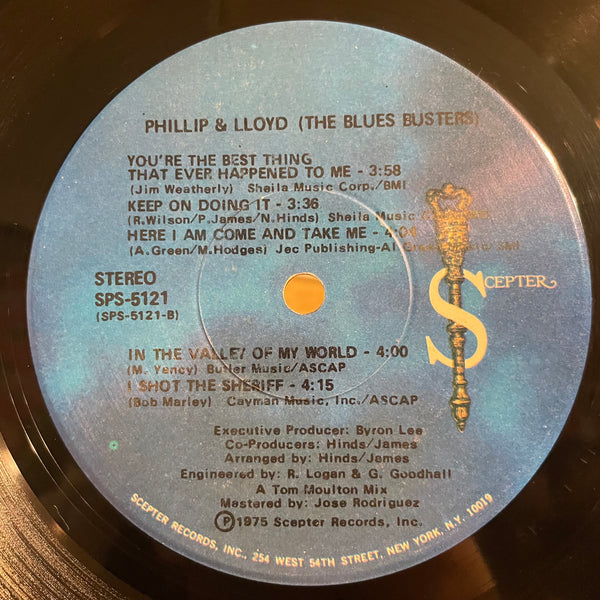 PHILLIP & LLOYD (THE BLUES BUSTERS)
YOU'RE THE BEST THING
THAT EVER HAPPENED TO ME - 3:58
(Jim Weatherly) Sheila Music Corp./BMI
KEEP ON DOING IT - 3:36
(R.Wilson/P.James/N.Hinds) Sheila Music
HERE I AM COME AND TAKE ME - 4:04
(A.Green/M.Hodges) Jec Publishing-Al
STEREO
SPS-5121
(SPS-5121-B)
SCEPTER
IN THE VALLEY OF MY WORLD - 4:00
(M. Yency) Butler Music/ASCAP
I SHOT THE SHERIFF - 4:15
(Bob Marley) Cayman Music, Inc./ASCAP
Executive Producer: Byron Lee
Co-Producers: Hinds/James
Arranged by: Hinds/James
Engineered by: R. Logan & G. Goodhall
A Tom Moulton Mix
Mastered by: Jose Rodriguez
Ⓟ1975 Scepter Records, Inc.
SCEPTER RECORDS, INC. 254 WEST 54TH STREET, NEW YORK, N.Y. 10019